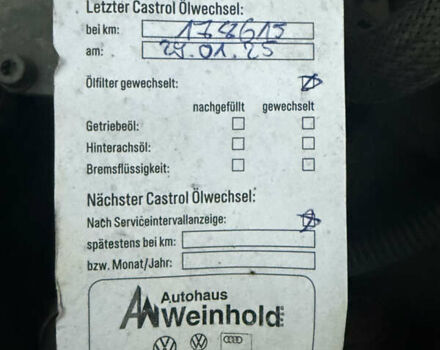 Letzter Castrol Ölwechsel:
bei km: 178615
am: 29.01.25
Ölfilter gewechselt:
nachgefüllt gewechselt
Getriebeöl:
Hinterachsöl:
Bremsflüssigkeit:
Nächster Castrol Ölwechsel:
Nach Serviceintervallanzeige:
spätestens bei km:
bzw. Monat/Jahr:
Autohaus
Weinhold